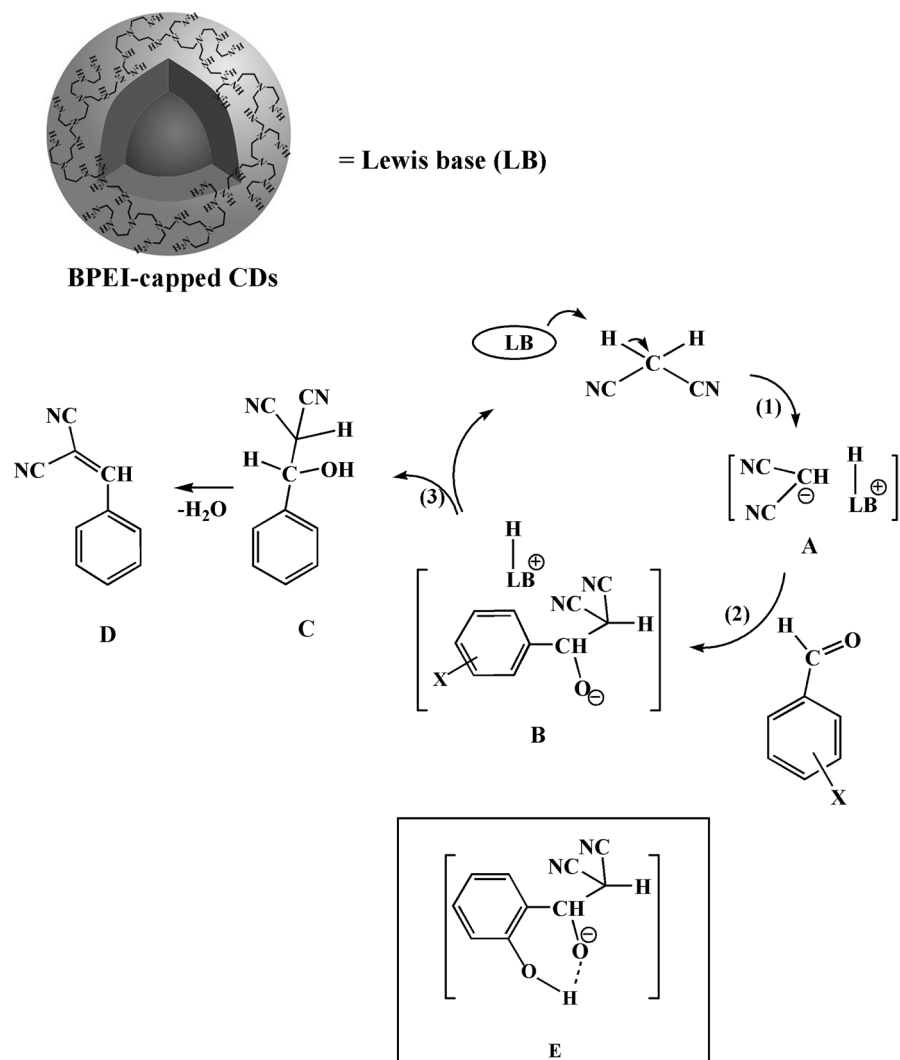 = Lewis base (LB)
BPEI-capped CDs
LB
H
H
C
NC
CN
(1)
NC
CH
⊖
NC
H
LB
⊕
A
(2)
H
C
O
X
H
LB
⊕
NC
NC
H
CH
O
⊖
X
B
(3)
NC
CN
H
H
C
OH
C
-H₂O
NC
NC
CH
D
NC
NC
H
CH
O
⊖
O
H
E